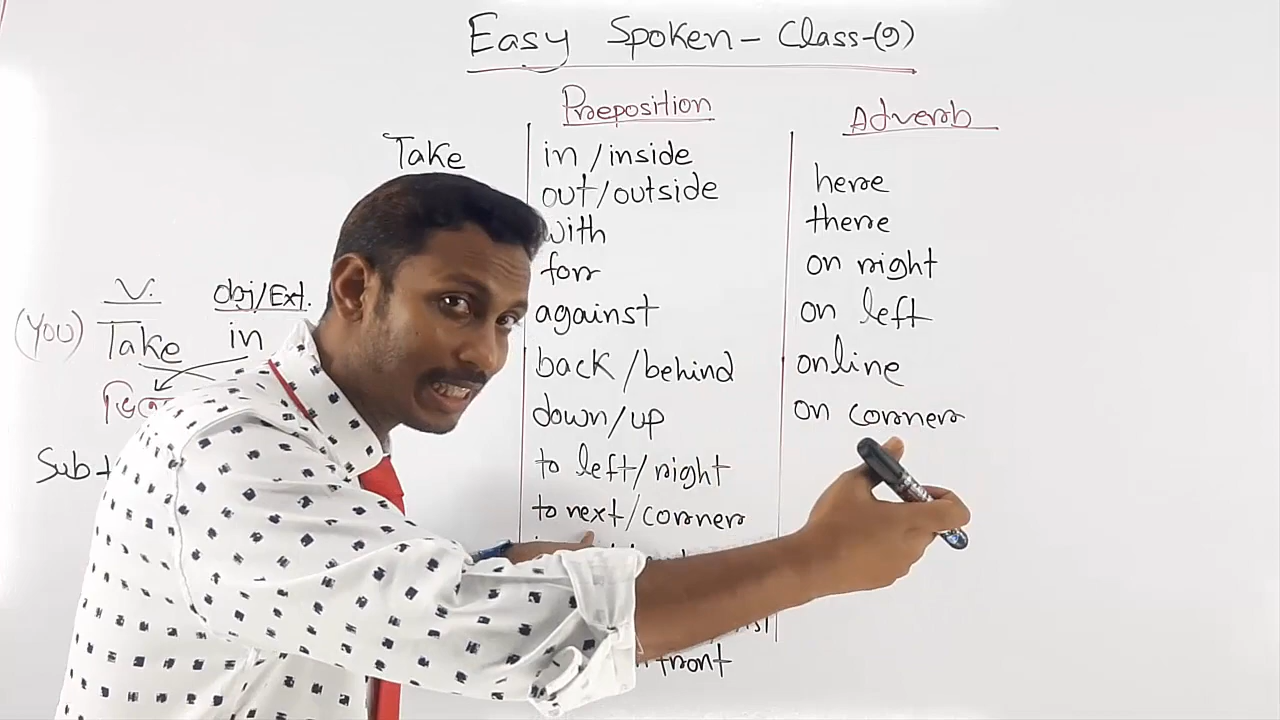 Easy Spoken - Class-(9)
Preposition
Adverb
Take
in /inside
out/outside
with
for
against
back /behind
down/up
to left/right
to next/corner
front
here
there
on right
on left
online
on corner
V.
obj/Ext.
(You) Take in
Sub+